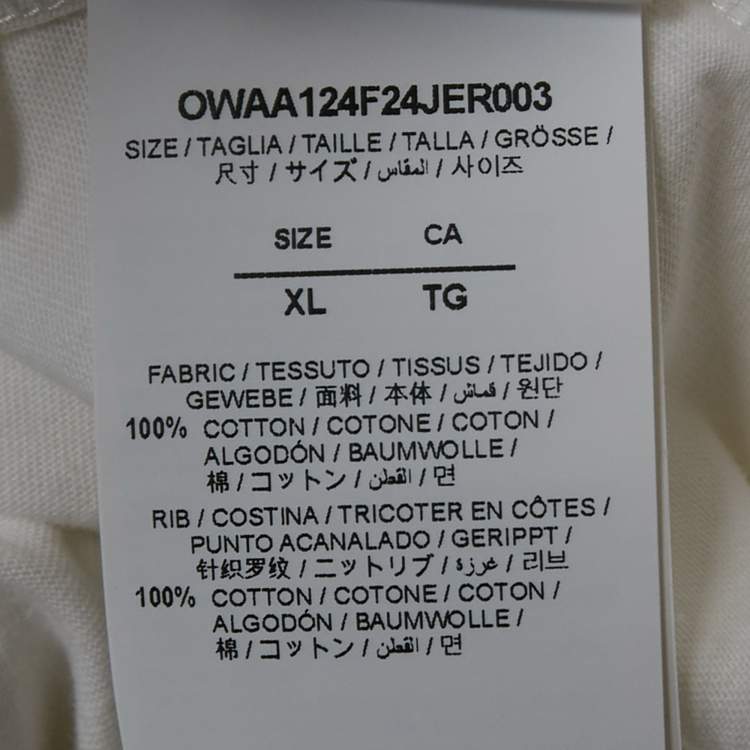 OWAA124F24JER003
SIZE / TAGLIA / TAILLE / TALLA / GRÖSSE /
尺寸 / サイズ / المقاس / 사이즈
SIZE CA
XL TG
FABRIC / TESSUTO / TISSUS / TEJIDO /
GEWEBE / 面料 / 本体 / قماش / 원단
100% COTTON / COTONE / COTON /
ALGODÓN / BAUMWOLLE /
棉 / コットン / القطن / 면
RIB / COSTINA / TRICOTER EN CÔTES /
PUNTO ACANALADO / GERIPPT /
针织罗纹 / ニットリブ / غرزه / 리브
100% COTTON / COTONE / COTON /
ALGODÓN / BAUMWOLLE /
棉 / コットン / القطن / 면